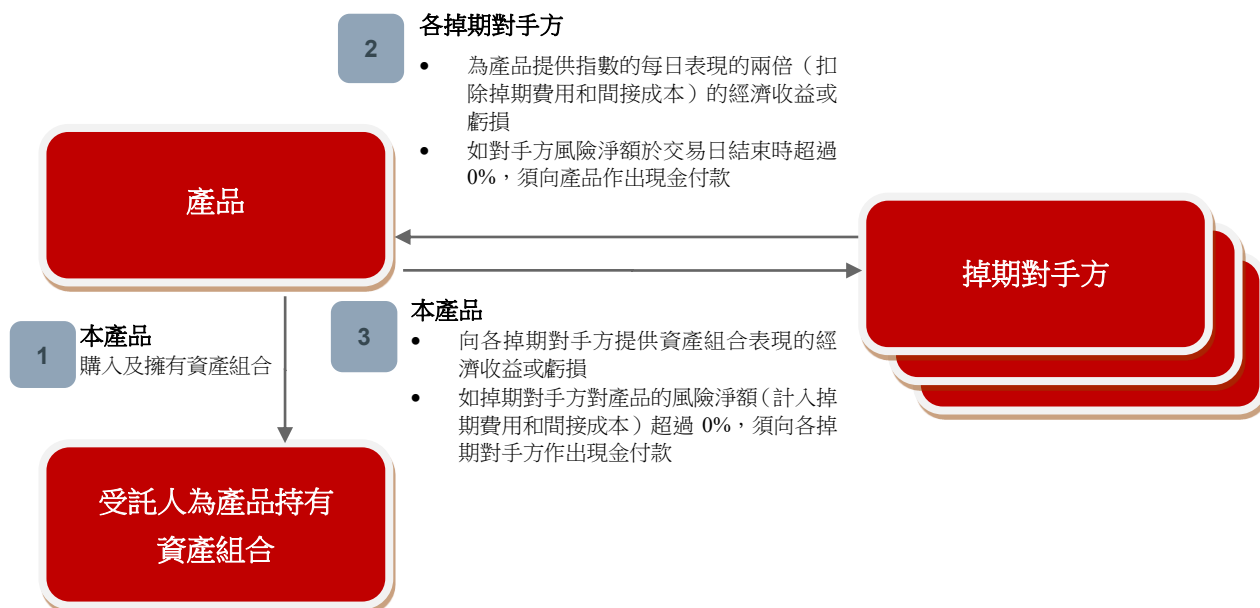 2
各掉期對手方
• 為產品提供指數的每日表現的兩倍（扣
除掉期費用和間接成本）的經濟收益或
虧損
• 如對手方風險淨額於交易日結束時超過
0%，須向產品作出現金付款
產品
掉期對手方
1
本產品
購入及擁有資產組合
3
本產品
• 向各掉期對手方提供資產組合表現的經
濟收益或虧損
• 如掉期對手方對產品的風險淨額（計入掉
期費用和間接成本）超過 0%，須向各掉
期對手方作出現金付款
受託人為產品持有
資產組合